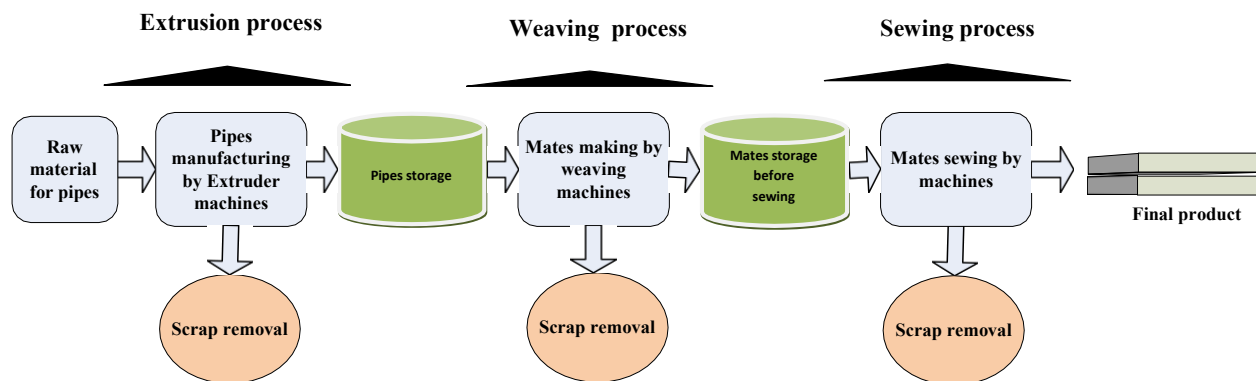 Extrusion process
Weaving process
Sewing process
Raw
material
for pipes
Pipes
manufacturing
by Extruder
machines
Pipes storage
Mates making by
weaving
machines
Mates storage
before
sewing
Mates sewing by
machines
Final product
Scrap removal
Scrap removal
Scrap removal